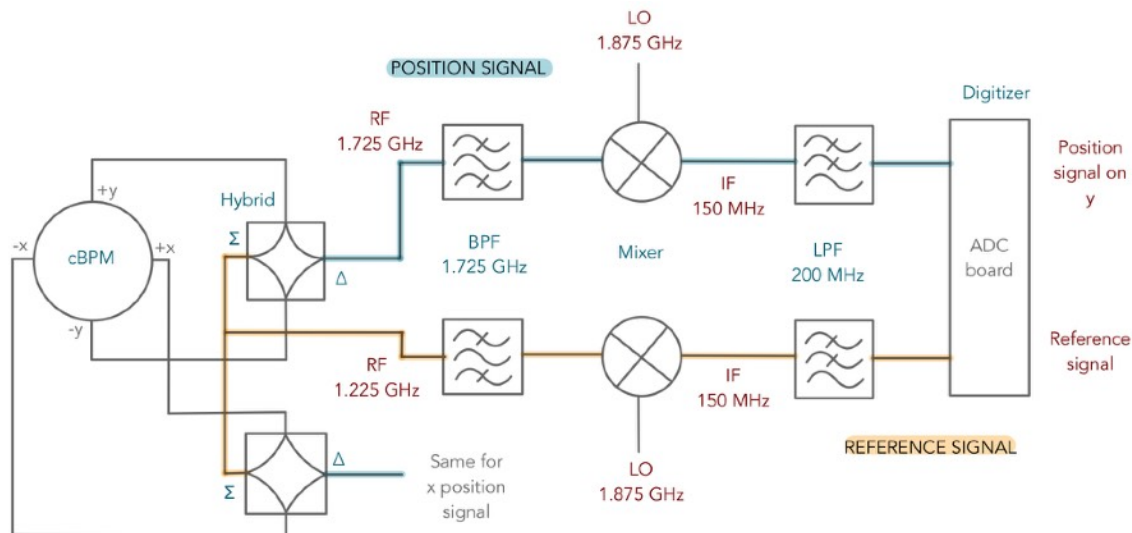 LO
1.875 GHz
POSITION SIGNAL
Digitizer
RF
1.725 GHz
Position
signal on
y
+y
IF
150 MHz
Hybrid
Σ
-x
+x
cBPM
BPF
1.725 GHz
Mixer
LPF
200 MHz
ADC
board
Δ
-y
RF
1.225 GHz
IF
150 MHz
Reference
signal
REFERENCE SIGNAL
Δ
Same for
x position
signal
LO
1.875 GHz
Σ